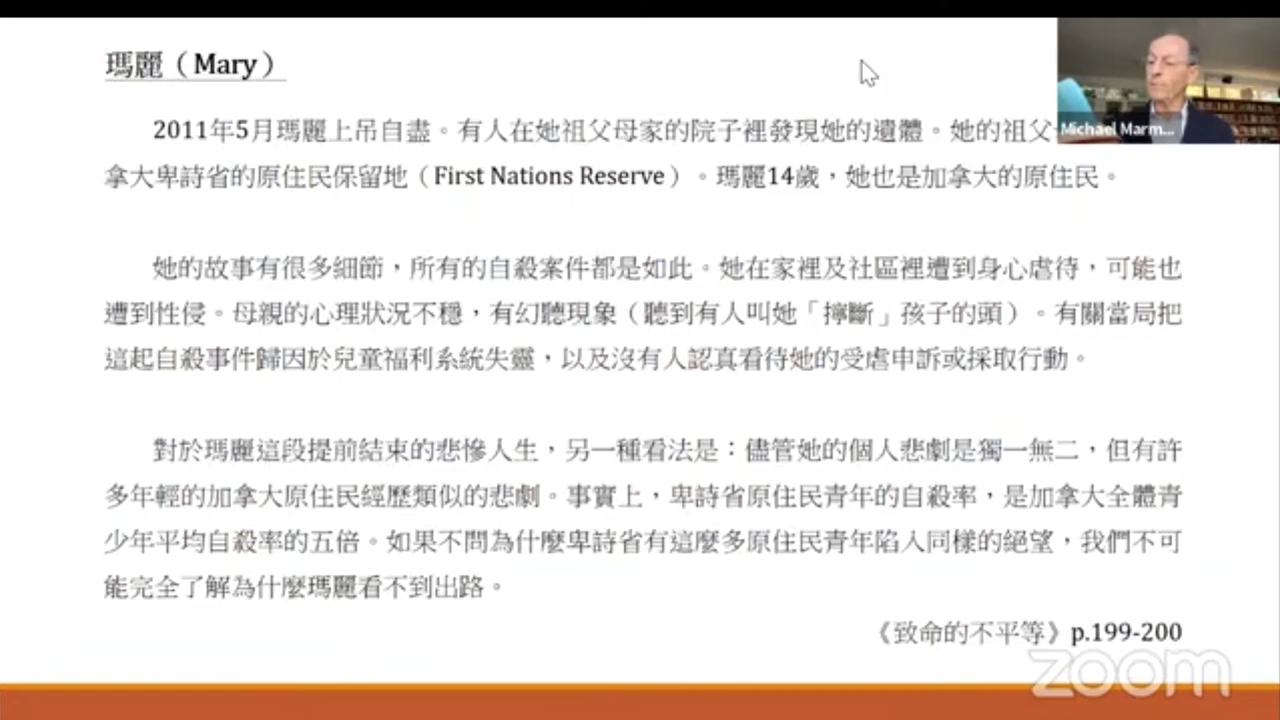 瑪麗（Mary）
2011年5月瑪麗上吊自盡。有人在她祖父母家的院子裡發現她的遺體。她的祖父
Michael Marm...
拿大卑詩省的原住民保留地（First Nations Reserve）。瑪麗14歲，她也是加拿大的原住民。
她的故事有很多細節，所有的自殺案件都是如此。她在家裡及社區裡遭到身心虐待，可能也
遭到性侵。母親的心理狀況不穩，有幻聽現象（聽到有人叫她「擰斷」孩子的頭）。有關當局把
這起自殺事件歸因於兒童福利系統失靈，以及沒有人認真看待她的受虐申訴或採取行動。
對於瑪麗這段提前結束的悲慘人生，另一種看法是：儘管她的個人悲劇是獨一無二，但有許
多年輕的加拿大原住民經歷類似的悲劇。事實上，卑詩省原住民青年的自殺率，是加拿大全體青
少年平均自殺率的五倍。如果不問為什麼卑詩省有這麼多原住民青年陷入同樣的絕望，我們不可
能完全了解為什麼瑪麗看不到出路。
《致命的不平等》p.199-200
zoom